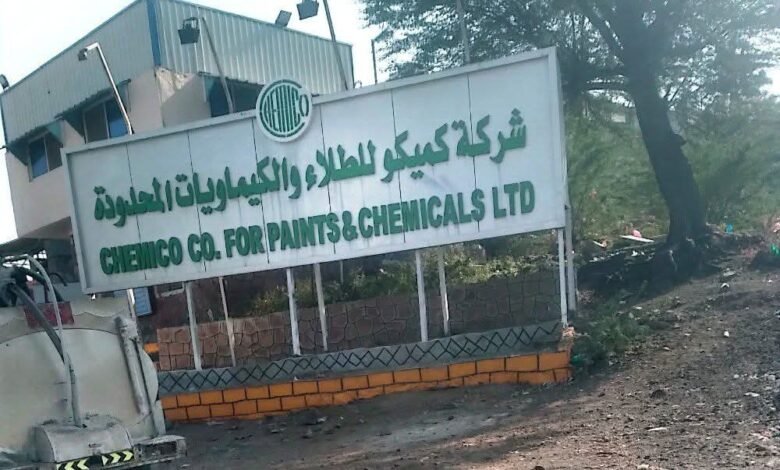 CHEMICO
شركة كميكو للطلاء والكيماويات المحدودة
CHEMICO CO. FOR PAINTS & CHEMICALS LTD